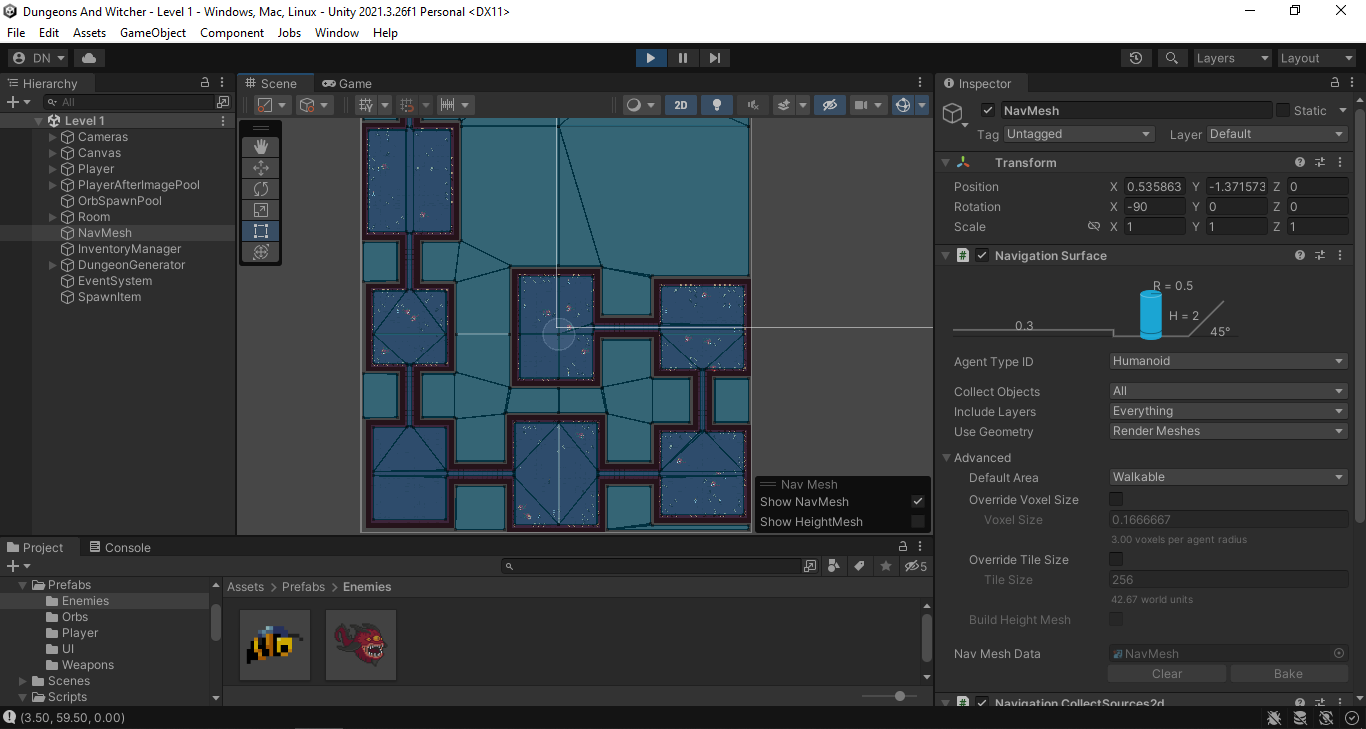 Dungeons And Witcher - Level 1 - Windows, Mac, Linux - Unity 2021.3.26f1 Personal <DX11>
File Edit Assets GameObject Component Jobs Window Help
DN Layers Layout
Hierarchy
All
Level 1
Cameras
Canvas
Player
PlayerAfterImagePool
OrbSpawnPool
Room
NavMesh
InventoryManager
DungeonGenerator
EventSystem
SpawnItem
Scene Game
2D
Nav Mesh
Show NavMesh
Show HeightMesh
Inspector
NavMesh Static
Tag Untagged Layer Default
Transform
Position X 0.535863 Y -1.371573 Z 0
Rotation X -90 Y 0 Z 0
Scale X 1 Y 1 Z 1
Navigation Surface
R = 0.5
H = 2
0.3 45°
Agent Type ID Humanoid
Collect Objects All
Include Layers Everything
Use Geometry Render Meshes
Advanced
Default Area Walkable
Override Voxel Size
Voxel Size 0.1666667
3.00 voxels per agent radius
Override Tile Size
Tile Size 256
42.67 world units
Build Height Mesh
Nav Mesh Data NavMesh
Clear Bake
Navigation CollectSources2d
Project Console
5
Prefabs
Enemies
Orbs
Player
UI
Weapons
Scenes
Scripts
Assets Prefabs Enemies
(3.50, 59.50, 0.00)